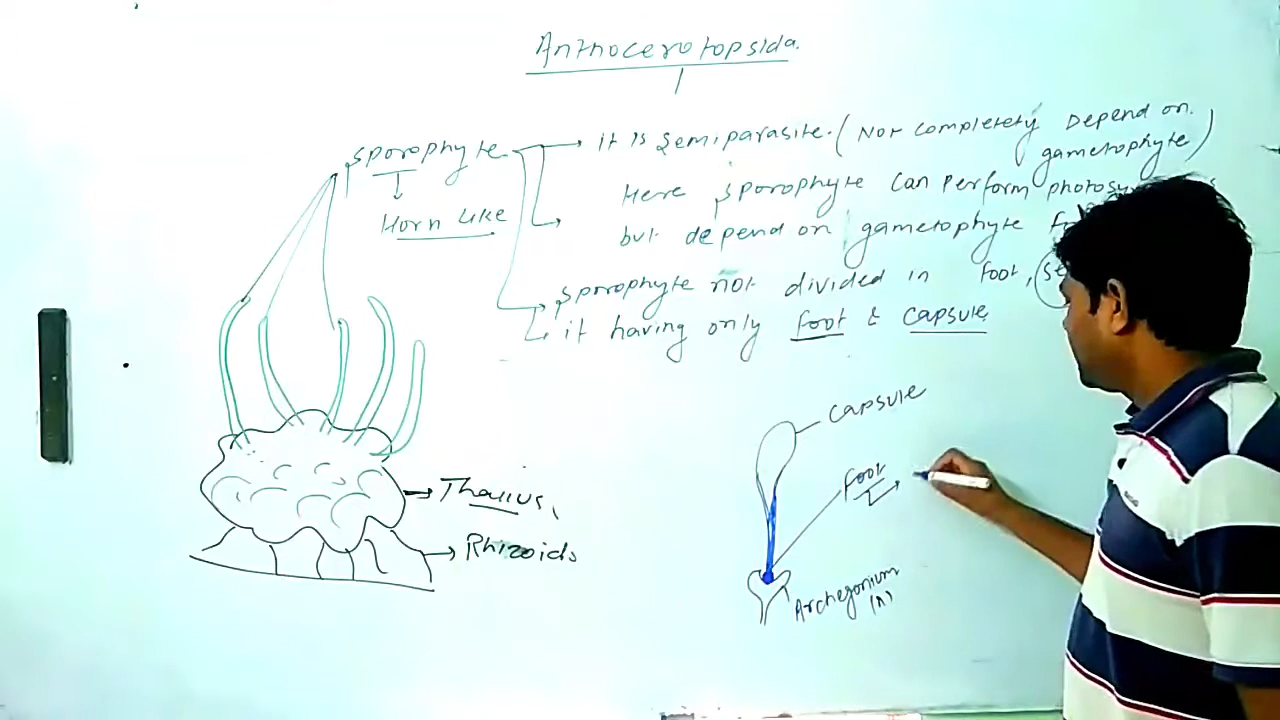 Anthocerotopsida.
sporophyte
it is semiparasite. (Not completety Depend on
gametophyte)
Horn Like
Here sporophyte can perform
but depend on gametophyte
sporophyte not divided in foot,
it having only foot & capsule
capsule
Foot
Thallus,
Rhizoids
Archegonium
(n)